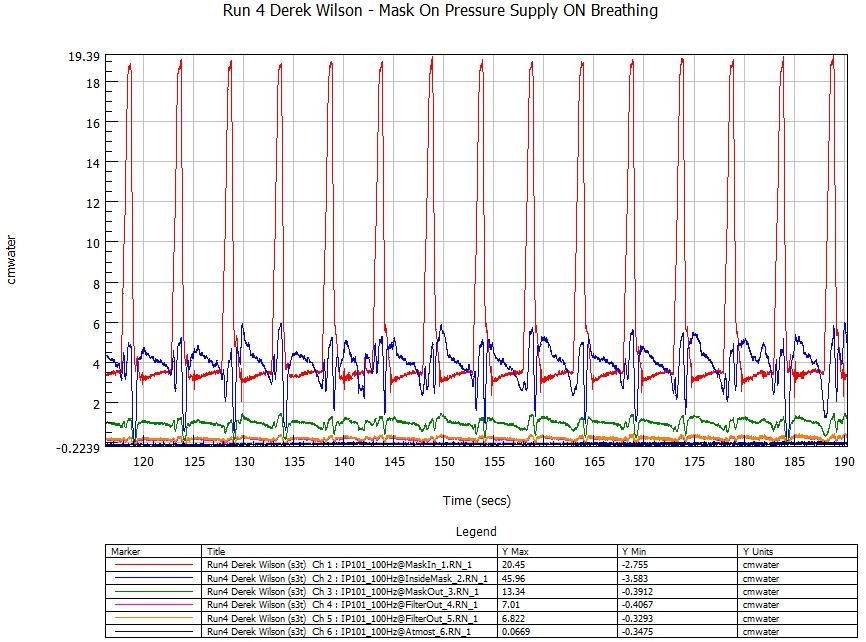 Run 4 Derek Wilson - Mask On Pressure Supply ON Breathing
19.39
18
16
14
12
10
8
6
4
2
-0.2239
cmwater
120 125 130 135 140 145 150 155 160 165 170 175 180 185 190
Time (secs)
Legend
Marker Title Y Max Y Min Y Units
Run4 Derek Wilson (s3t) Ch 1 : IP101_100Hz@MaskIn_1.RN_1 20.45 -2.755 cmwater
Run4 Derek Wilson (s3t) Ch 2 : IP101_100Hz@InsideMask_2.RN_1 45.96 -3.583 cmwater
Run4 Derek Wilson (s3t) Ch 3 : IP101_100Hz@MaskOut_3.RN_1 13.34 -0.3912 cmwater
Run4 Derek Wilson (s3t) Ch 4 : IP101_100Hz@FilterOut_4.RN_1 7.01 -0.4067 cmwater
Run4 Derek Wilson (s3t) Ch 5 : IP101_100Hz@FilterOut_5.RN_1 6.822 -0.3293 cmwater
Run4 Derek Wilson (s3t) Ch 6 : IP101_100Hz@Atmost_6.RN_1 0.0669 -0.3475 cmwater